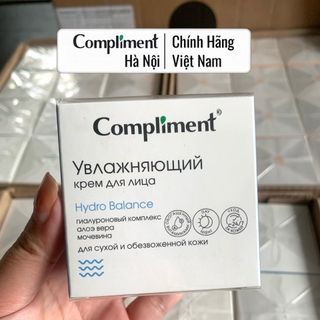 Compliment
Hà Nội
Chính Hãng
Việt Nam
Compliment®
Увлажняющий
крем для лица
Hydro Balance
гиалуроновый комплекс
алоэ вера
мочевина
для сухой и обезвоженной кожи